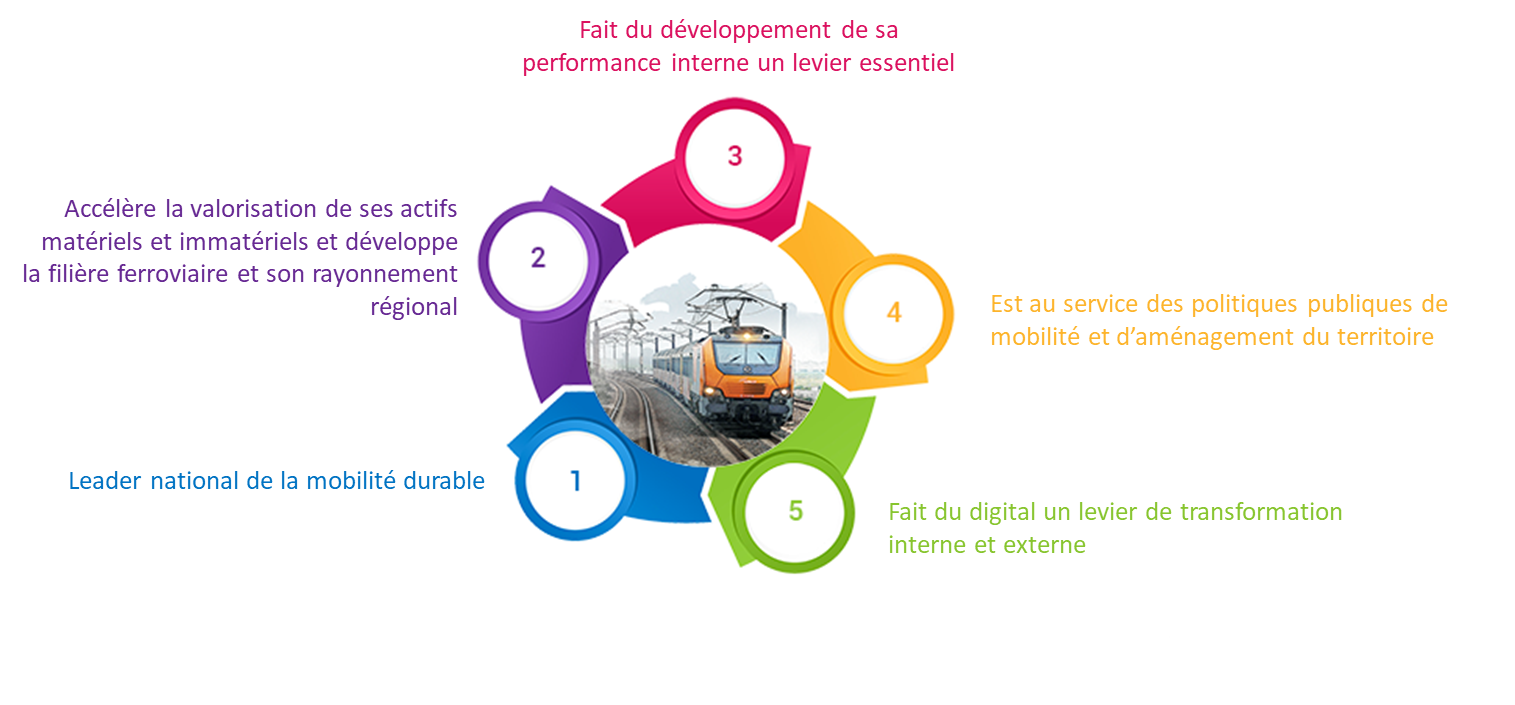 Fait du développement de sa
performance interne un levier essentiel
3
Accélère la valorisation de ses actifs
matériels et immatériels et développe
la filière ferroviaire et son rayonnement
régional
2
4
Est au service des politiques publiques de
mobilité et d’aménagement du territoire
Leader national de la mobilité durable
1
5
Fait du digital un levier de transformation
interne et externe